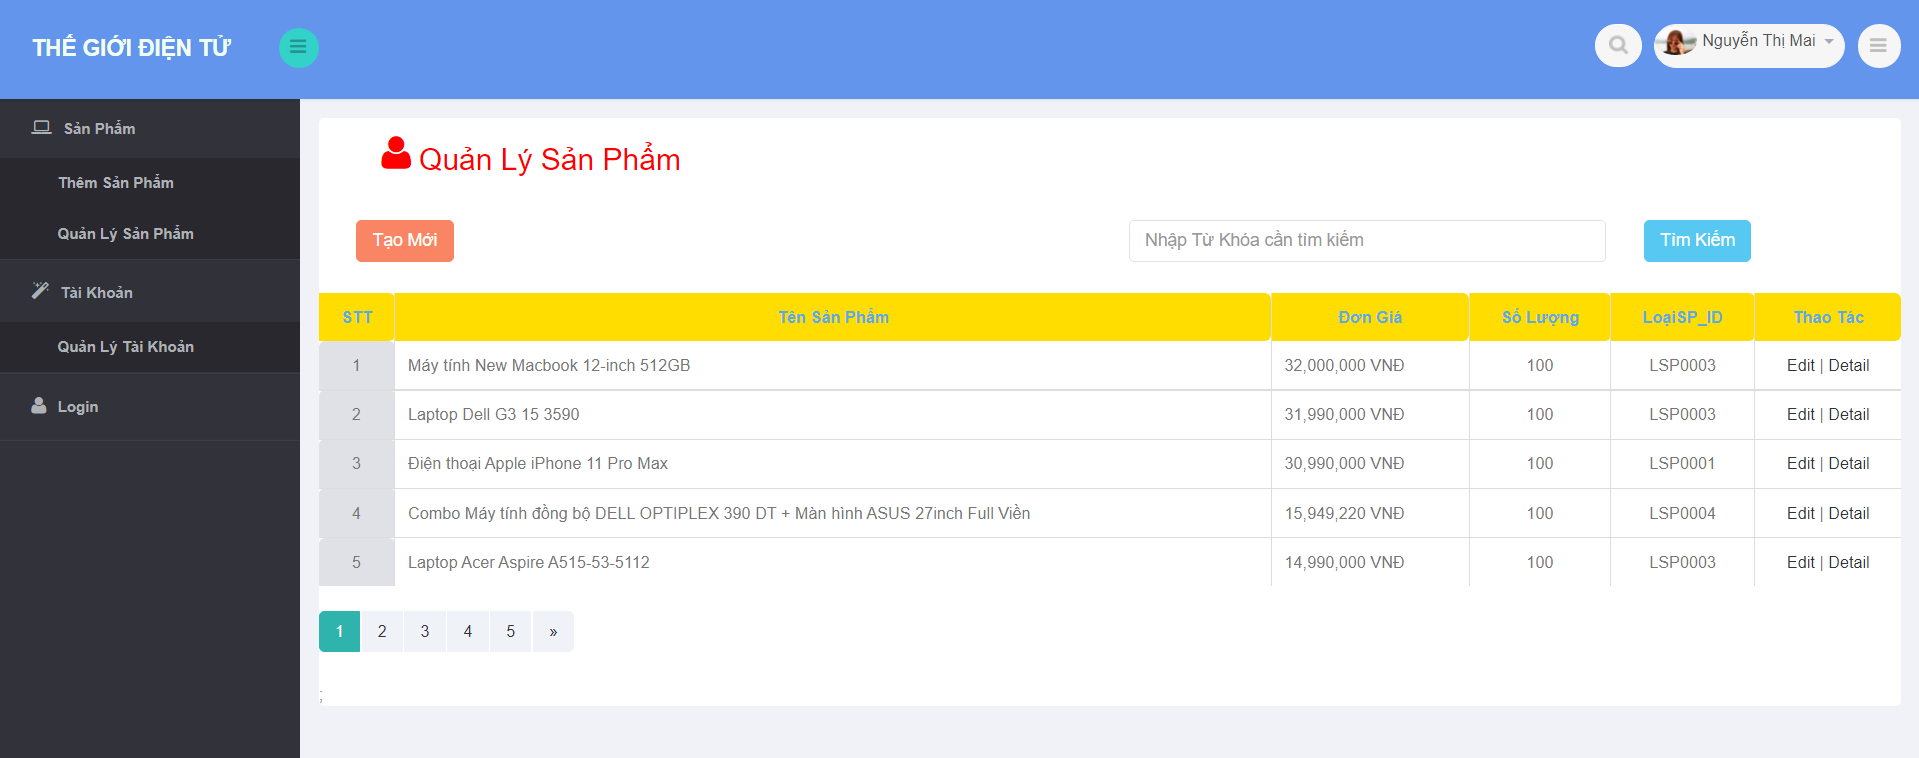 THẾ GIỚI ĐIỆN TỬ
Nguyễn Thị Mai
Sản Phẩm
Thêm Sản Phẩm
Quản Lý Sản Phẩm
Tài Khoản
Quản Lý Tài Khoản
Login
Quản Lý Sản Phẩm
Tạo Mới
Nhập Từ Khóa cần tìm kiếm
Tìm Kiếm
STT Tên Sản Phẩm Đơn Giá Số Lượng LoạiSP_ID Thao Tác
1 Máy tính New Macbook 12-inch 512GB 32,000,000 VNĐ 100 LSP0003 Edit | Detail
2 Laptop Dell G3 15 3590 31,990,000 VNĐ 100 LSP0003 Edit | Detail
3 Điện thoại Apple iPhone 11 Pro Max 30,990,000 VNĐ 100 LSP0001 Edit | Detail
4 Combo Máy tính đồng bộ DELL OPTIPLEX 390 DT + Màn hình ASUS 27inch Full Viền 15,949,220 VNĐ 100 LSP0004 Edit | Detail
5 Laptop Acer Aspire A515-53-5112 14,990,000 VNĐ 100 LSP0003 Edit | Detail
1 2 3 4 5 »
;